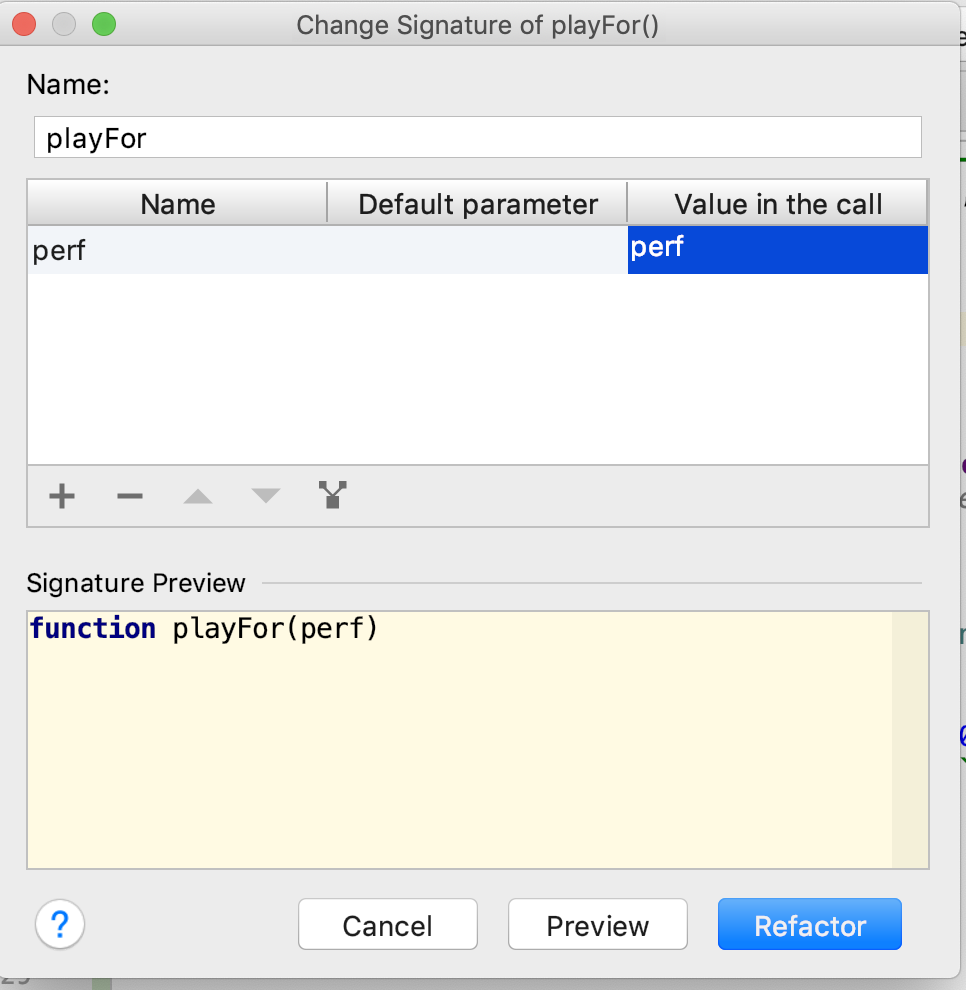 Change Signature of playFor()
Name:
playFor
Name Default parameter Value in the call
perf perf
Signature Preview
function playFor(perf)
? Cancel Preview Refactor